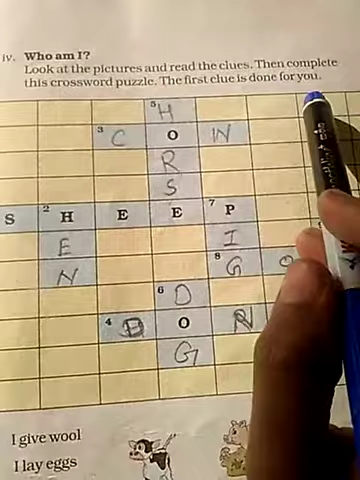 iv. Who am I?
Look at the pictures and read the clues. Then complete
this crossword puzzle. The first clue is done for you.
5 H
3 C O W
R
S
S 2 H E E E 7 P
E I
N 8 G O
6 D
4 O
G
I give wool
I lay eggs